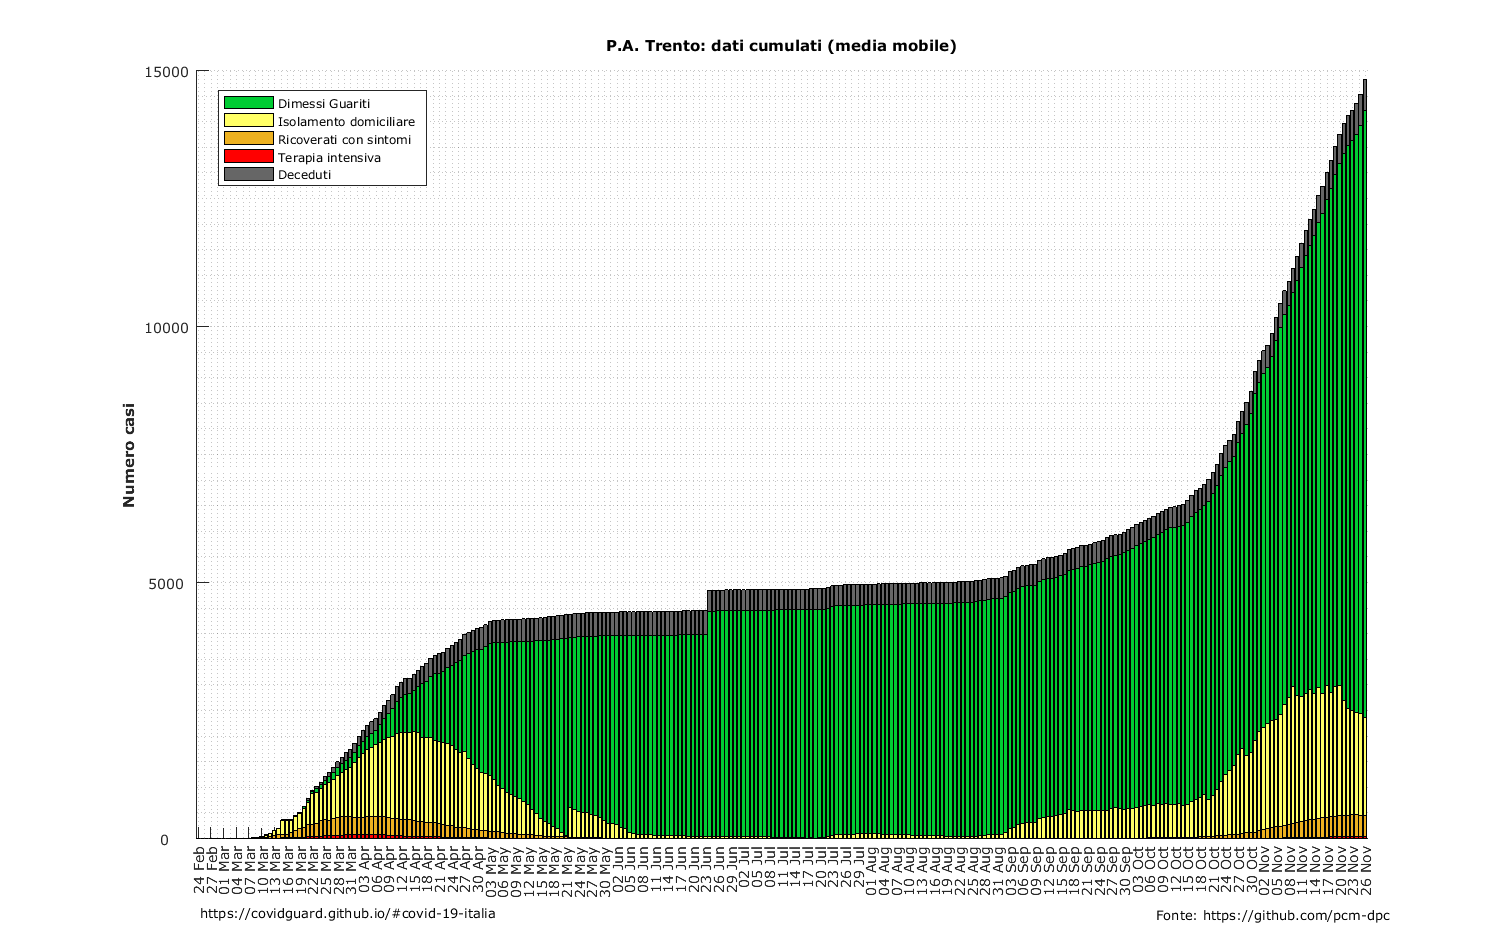 P.A. Trento: dati cumulati (media mobile)
15000
Dimessi Guariti
Isolamento domiciliare
Ricoverati con sintomi
Terapia intensiva
Deceduti
10000
Numero casi
5000
0
24 Feb
27 Feb
01 Mar
04 Mar
07 Mar
10 Mar
13 Mar
16 Mar
19 Mar
22 Mar
25 Mar
28 Mar
31 Mar
03 Apr
06 Apr
09 Apr
12 Apr
15 Apr
18 Apr
21 Apr
24 Apr
27 Apr
30 Apr
03 May
06 May
09 May
12 May
15 May
18 May
21 May
24 May
27 May
30 May
02 Jun
05 Jun
08 Jun
11 Jun
14 Jun
17 Jun
20 Jun
23 Jun
26 Jun
29 Jun
02 Jul
05 Jul
08 Jul
11 Jul
14 Jul
17 Jul
20 Jul
23 Jul
26 Jul
29 Jul
01 Aug
04 Aug
07 Aug
10 Aug
13 Aug
16 Aug
19 Aug
22 Aug
25 Aug
28 Aug
31 Aug
03 Sep
06 Sep
09 Sep
12 Sep
15 Sep
18 Sep
21 Sep
24 Sep
27 Sep
30 Sep
03 Oct
06 Oct
09 Oct
12 Oct
15 Oct
18 Oct
21 Oct
24 Oct
27 Oct
30 Oct
02 Nov
05 Nov
08 Nov
11 Nov
14 Nov
17 Nov
20 Nov
23 Nov
26 Nov
https://covidguard.github.io/#covid-19-italia
Fonte: https://github.com/pcm-dpc